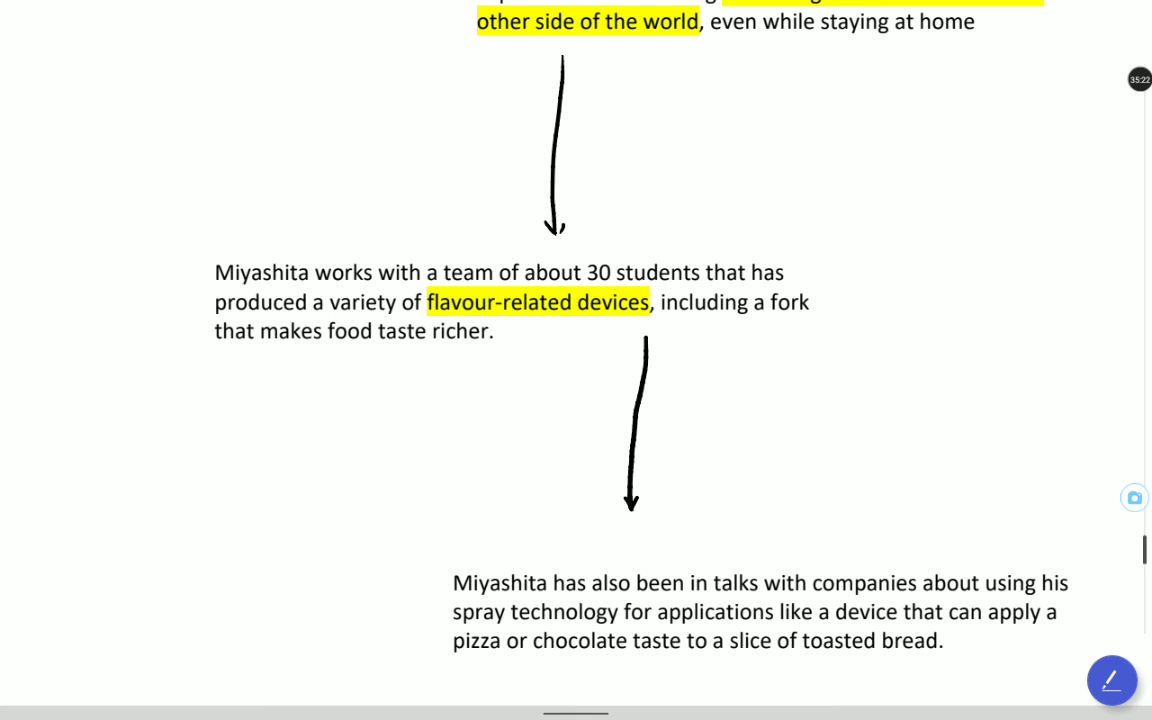 other side of the world, even while staying at home
35:22
Miyashita works with a team of about 30 students that has
produced a variety of flavour-related devices, including a fork
that makes food taste richer.
Miyashita has also been in talks with companies about using his
spray technology for applications like a device that can apply a
pizza or chocolate taste to a slice of toasted bread.